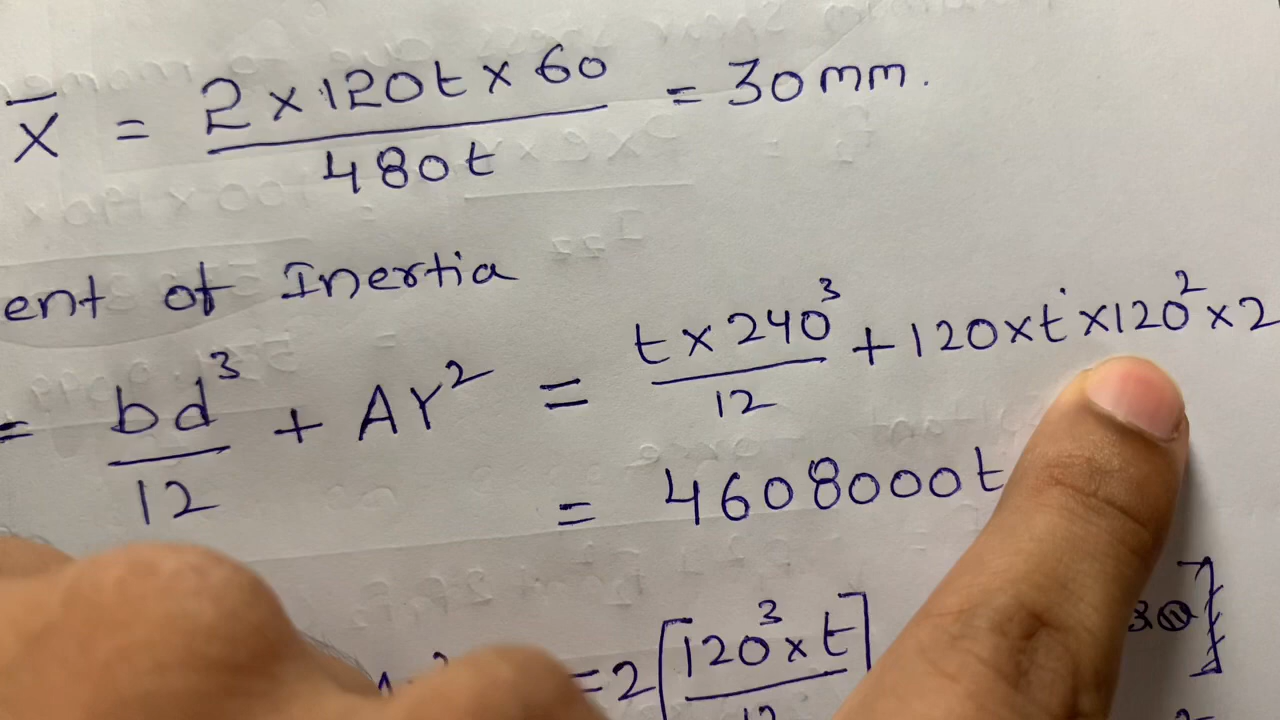 X̄ = (2 × 120t × 60)/(480t) = 30mm.
ent of Inertia
= bd³/12 + AY² = (t × 240³)/12 + 120 × t × 120² × 2
= 4608000t
= 2[(120³ × t)/12]